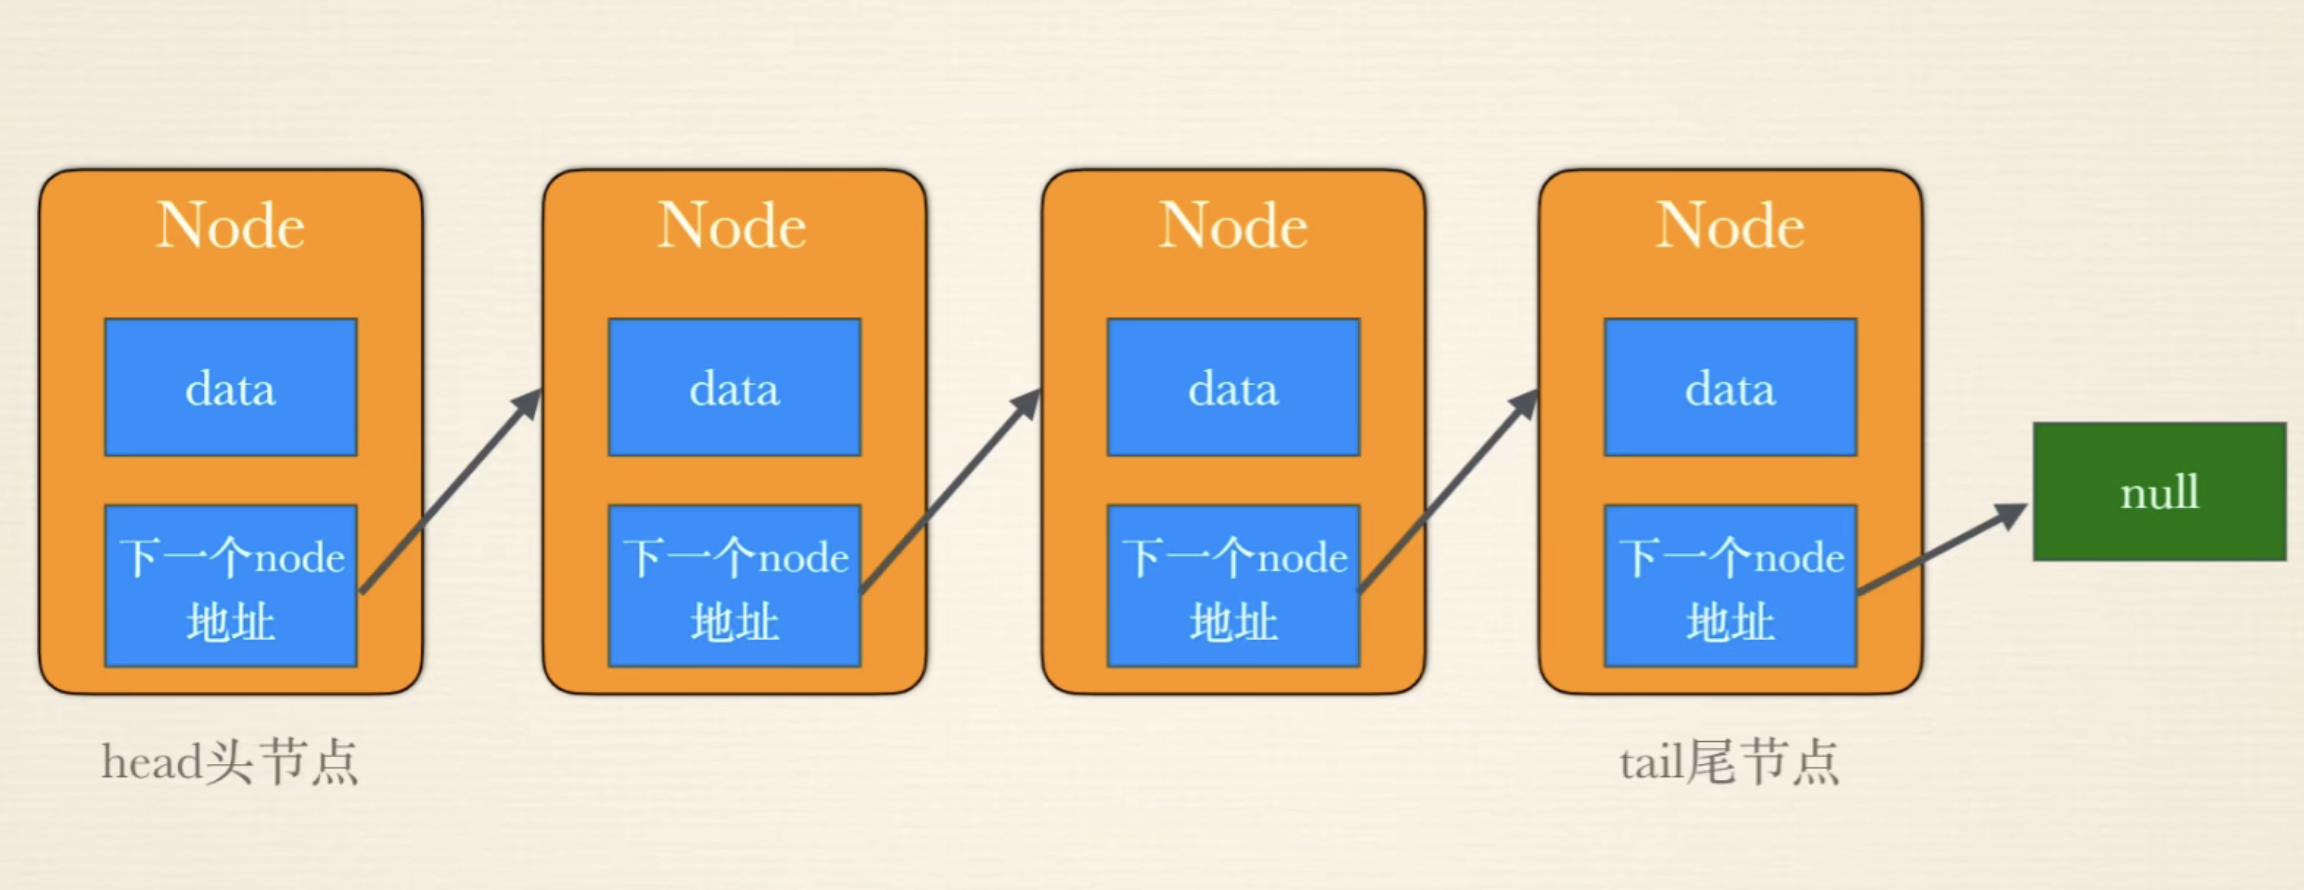 Node
data
下一个node
地址
head头节点
Node
data
下一个node
地址
Node
data
下一个node
地址
Node
data
下一个node
地址
tail尾节点
null